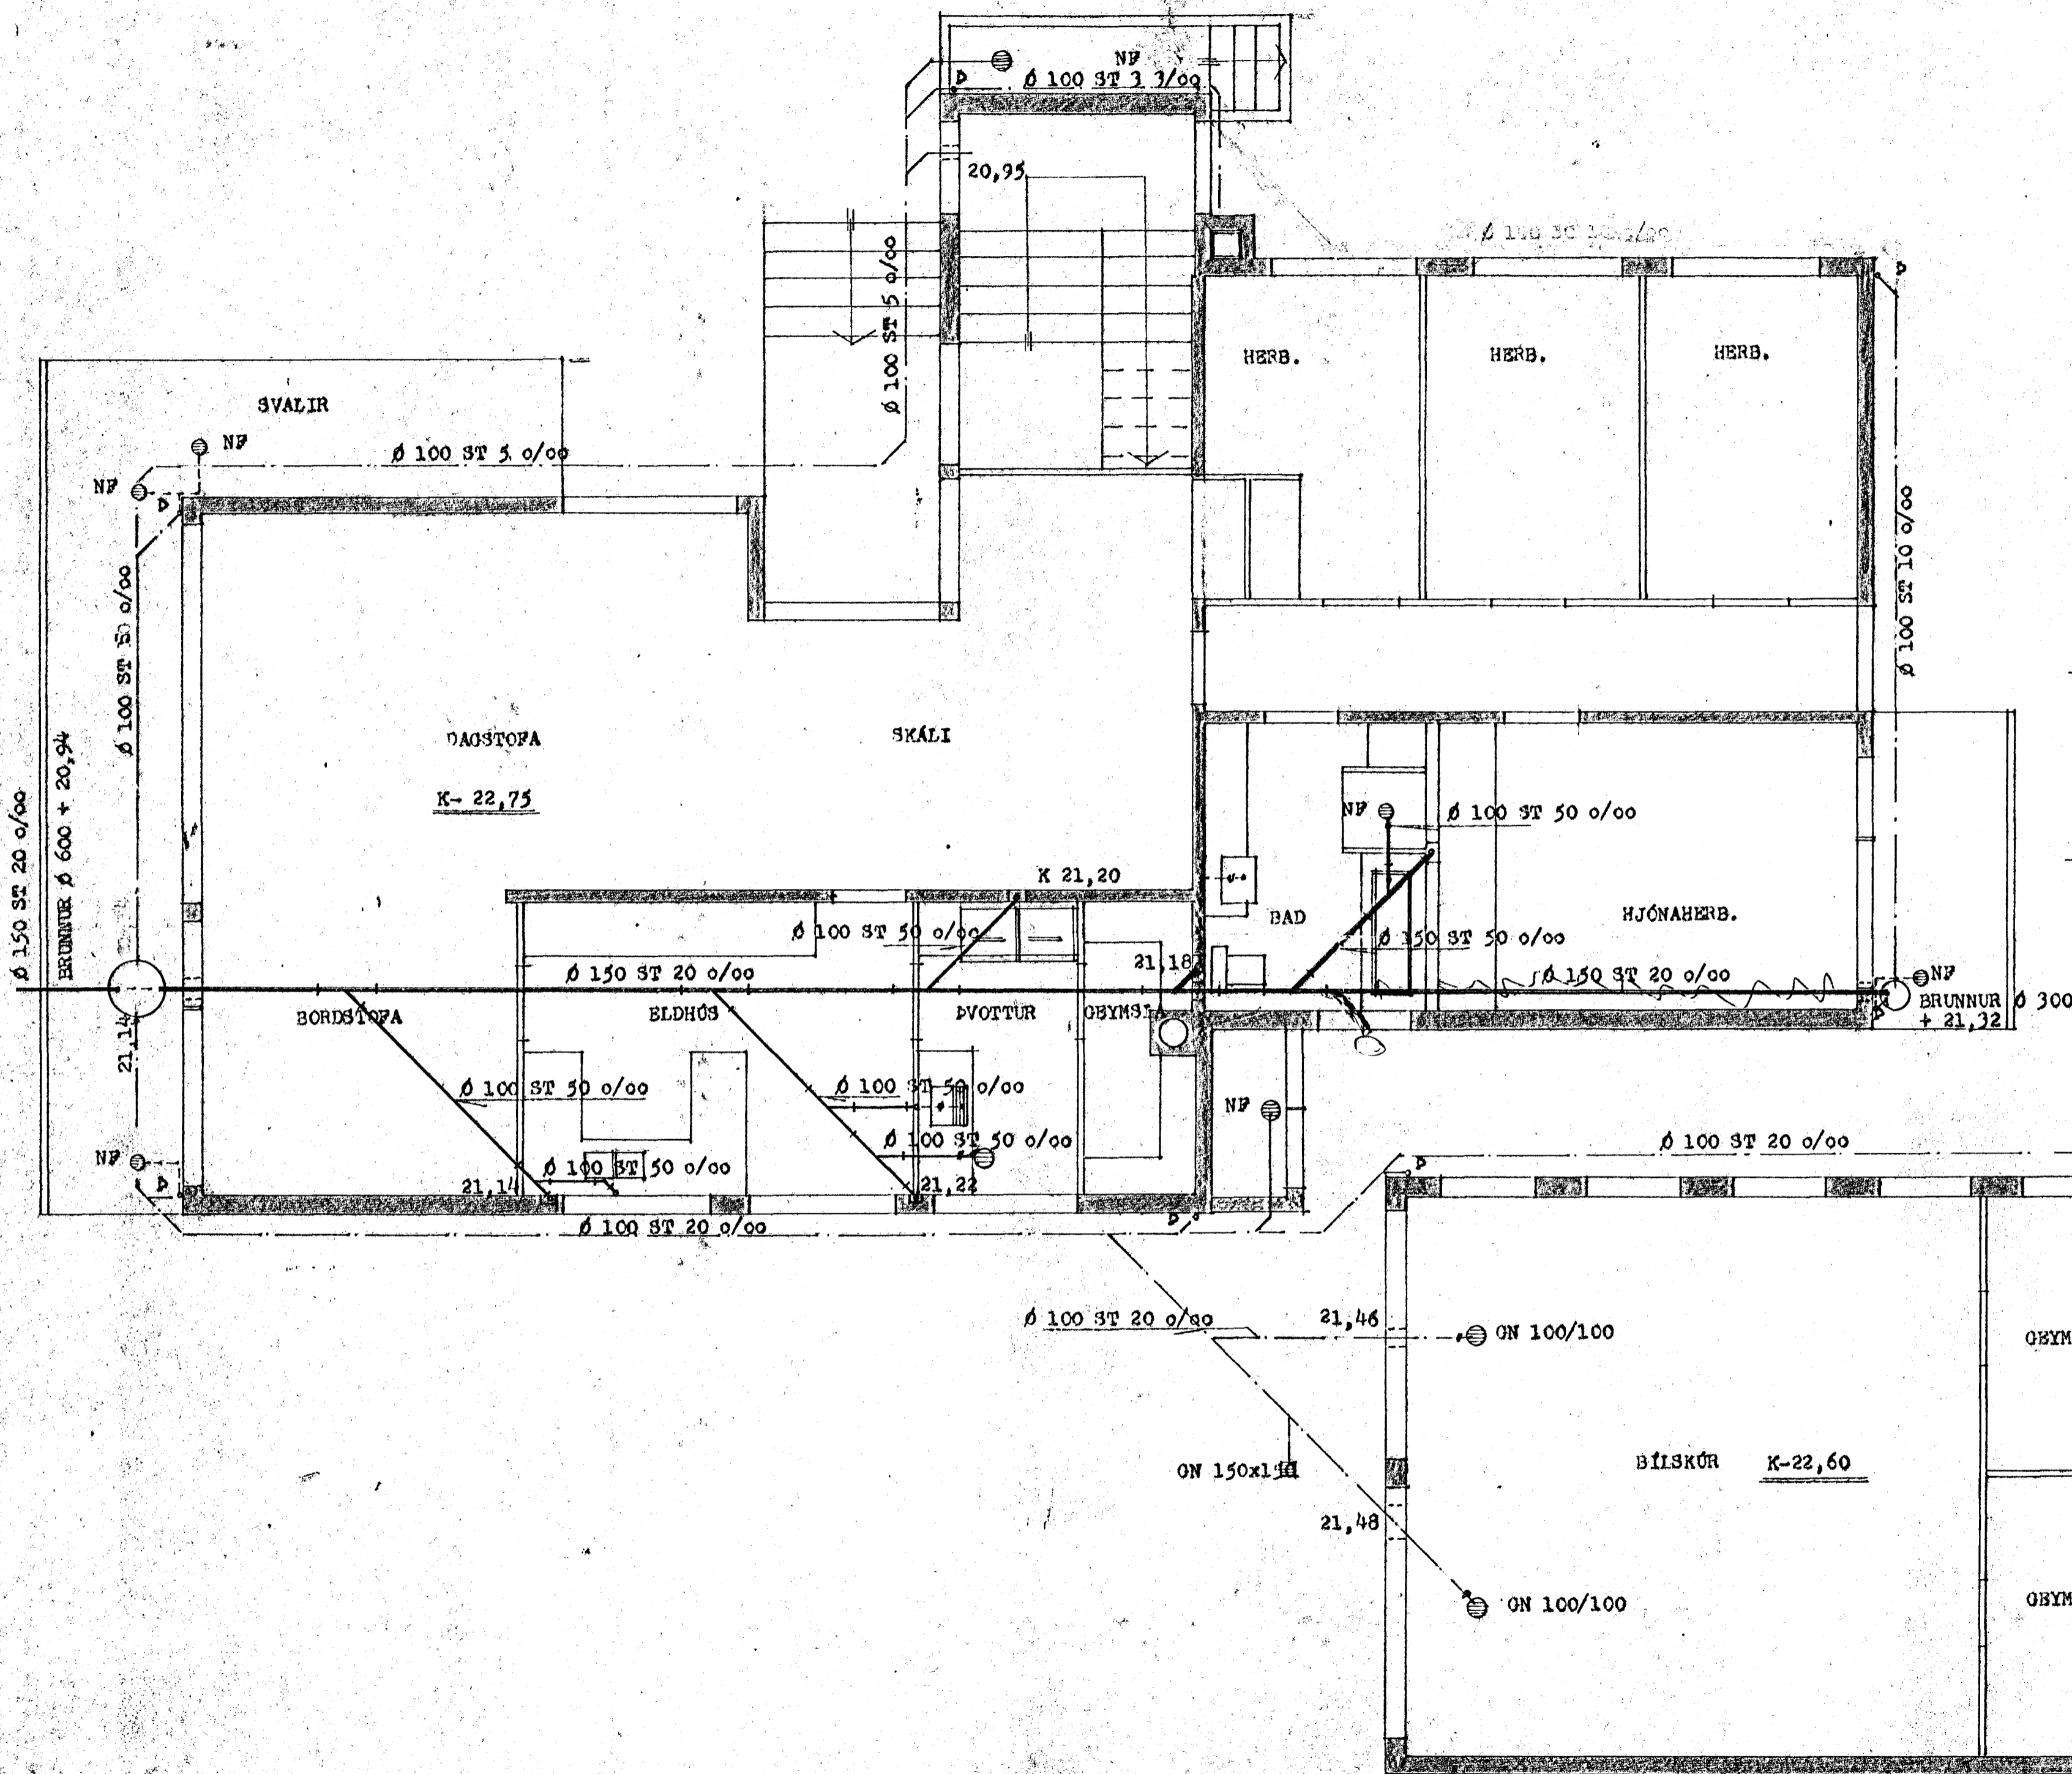 NF
Þ
Ø 100 ST 3 3/oo
20,95
Ø 100 ST 5 o/oo
Þ
HERB.
HERB.
HERB.
SVALIR
NF
Ø 100 ST 5 o/oo
NF
Þ
Ø 100 ST 10 o/oo
Ø 100 ST 50 o/oo
DAGSTOFA
SKÁLI
K- 22,75
Ø 150 ST 20 o/oo
BRUNNUR Ø 600 + 20,94
NF
Ø 100 ST 50 o/oo
K 21,20
BAD
HJÓNAHERB.
Ø 100 ST 50 o/oo
Ø 150 ST 50 o/oo
21,18
Ø 150 ST 20 o/oo
Ø 150 ST 20 o/oo
NF
BRUNNUR Ø 300
+ 21,32
Þ
BORDSTOFA
ELDHÚS
ÞVOTTUR
GEYMSLA
21,14
Ø 100 ST 50 o/oo
Ø 100 ST 50 o/oo
NF
Ø 100 ST 50 o/oo
Ø 100 ST 20 o/oo
NF
Ø 100 ST 50 o/oo
Þ
Þ
21,14
21,22
Þ
Ø 100 ST 20 o/oo
Ø 100 ST 20 o/oo
21,46
GN 100/100
GEYM
GN 150x150
BÍLSKÚR
K-22,60
21,48
GN 100/100
GEYM